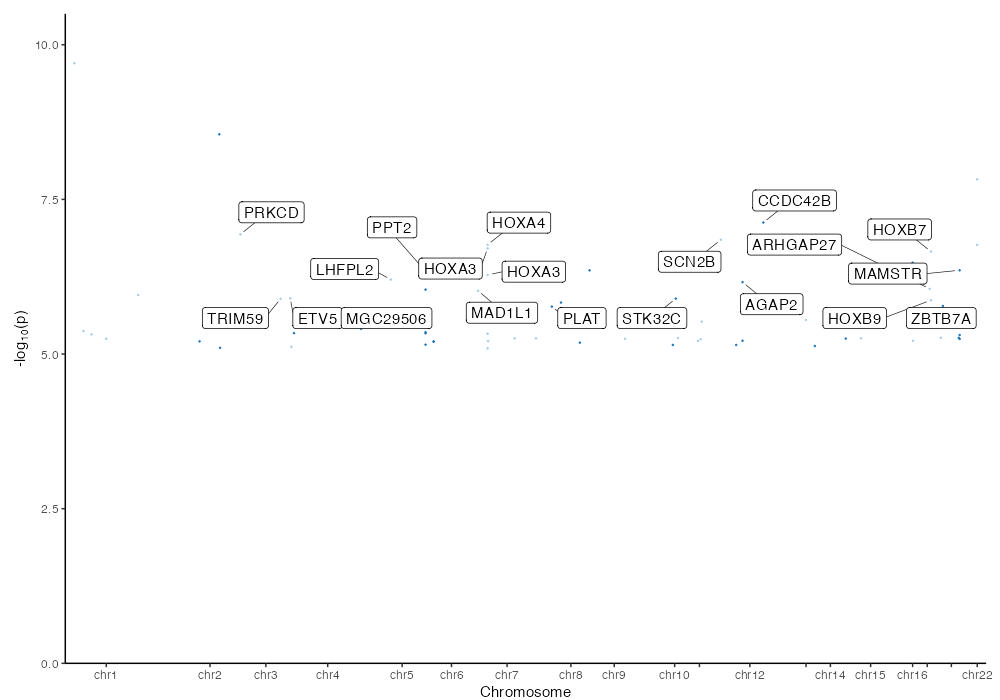 10.0
7.5
5.0
2.5
0.0
-log10(p)
CCDC42B
PRKCD
HOXA4
PPT2
HOXB7
ARHGAP27
SCN2B
LHFPL2
HOXA3
HOXA3
MAMSTR
AGAP2
MAD1L1
TRIM59
ETV5
MGC29506
PLAT
STK32C
HOXB9
ZBTB7A
chr1
chr2
chr3
chr4
chr5
chr6
chr7
chr8
chr9
chr10
chr12
chr14
chr15
chr16
chr22
Chromosome